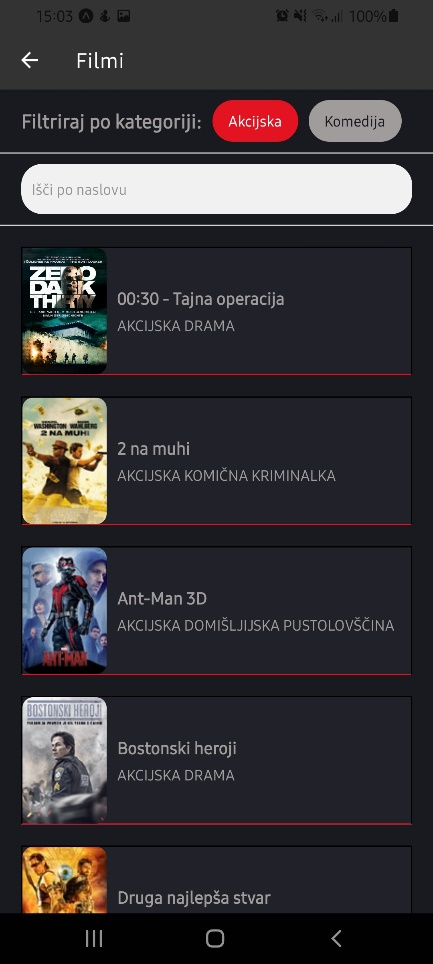 15:03
100%
Filmi
Filtriraj po kategoriji:
Akcijska
Komedija
Išči po naslovu
ZERO
DARK
THIRTY
00:30 - Tajna operacija
AKCIJSKA DRAMA
WASHINGTON WAHLBERG
2 NA MUHI
2 na muhi
AKCIJSKA KOMIČNA KRIMINALKA
ANT-MAN
Ant-Man 3D
AKCIJSKA DOMIŠLJIJSKA PUSTOLOVŠČINA
BOSTONSKI HEROJI
Bostonski heroji
AKCIJSKA DRAMA
Druga najlepša stvar